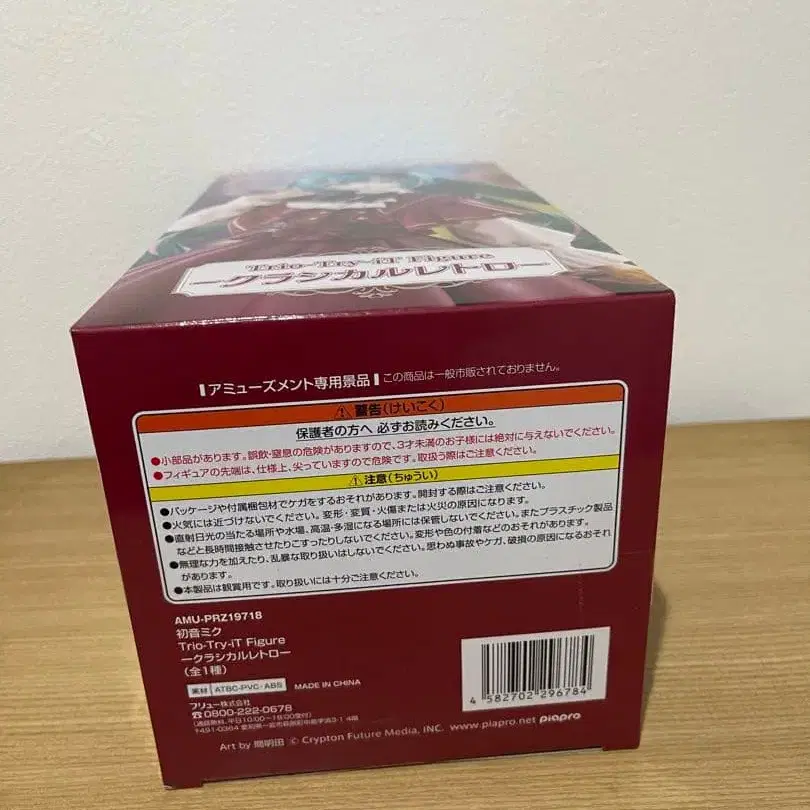 Trio-Try-iT Figure
ークラシカルレトロー
アミューズメント専用景品 この商品は一般市販されておりません。
⚠警告(けいこく)
保護者の方へ 必ずお読みください。
●小部品があります。誤飲・窒息の危険がありますので、3才未満のお子様には絶対に与えないでください。
●フィギュアの先端は、仕様上、尖っていますので危険です。取扱う際はご注意ください。
⚠注意(ちゅうい)
●パッケージや付属梱包材でケガをするおそれがあります。開封する際はご注意ください。
●火気には近づけないでください。変形・変質・火傷または火災の原因になります。
●直射日光の当たる場所や水場、高温・多湿になる場所には保管しないでください。またプラスチック製品
などと長時間接触させたりこすったりしないでください。変形や色の付着などのおそれがあります。
●無理な力を加えたり、乱暴な取り扱いはしないでください。思わぬ事故やケガ、破損の原因になるおそれ
があります。
●本製品は観賞用です。取り扱いには十分ご注意ください。
AMU-PRZ19718
初音ミク
Trio-Try-iT Figure
ークラシカルレトロー
(全1種)
素材 ATBC-PVC・ABS MADE IN CHINA
フリュー株式会社
☎0800-222-0678
(通話無料、平日10:00~18:00受付)
4 582702 296784
Art by 間明田 © Crypton Future Media, INC. www.piapro.net piapro